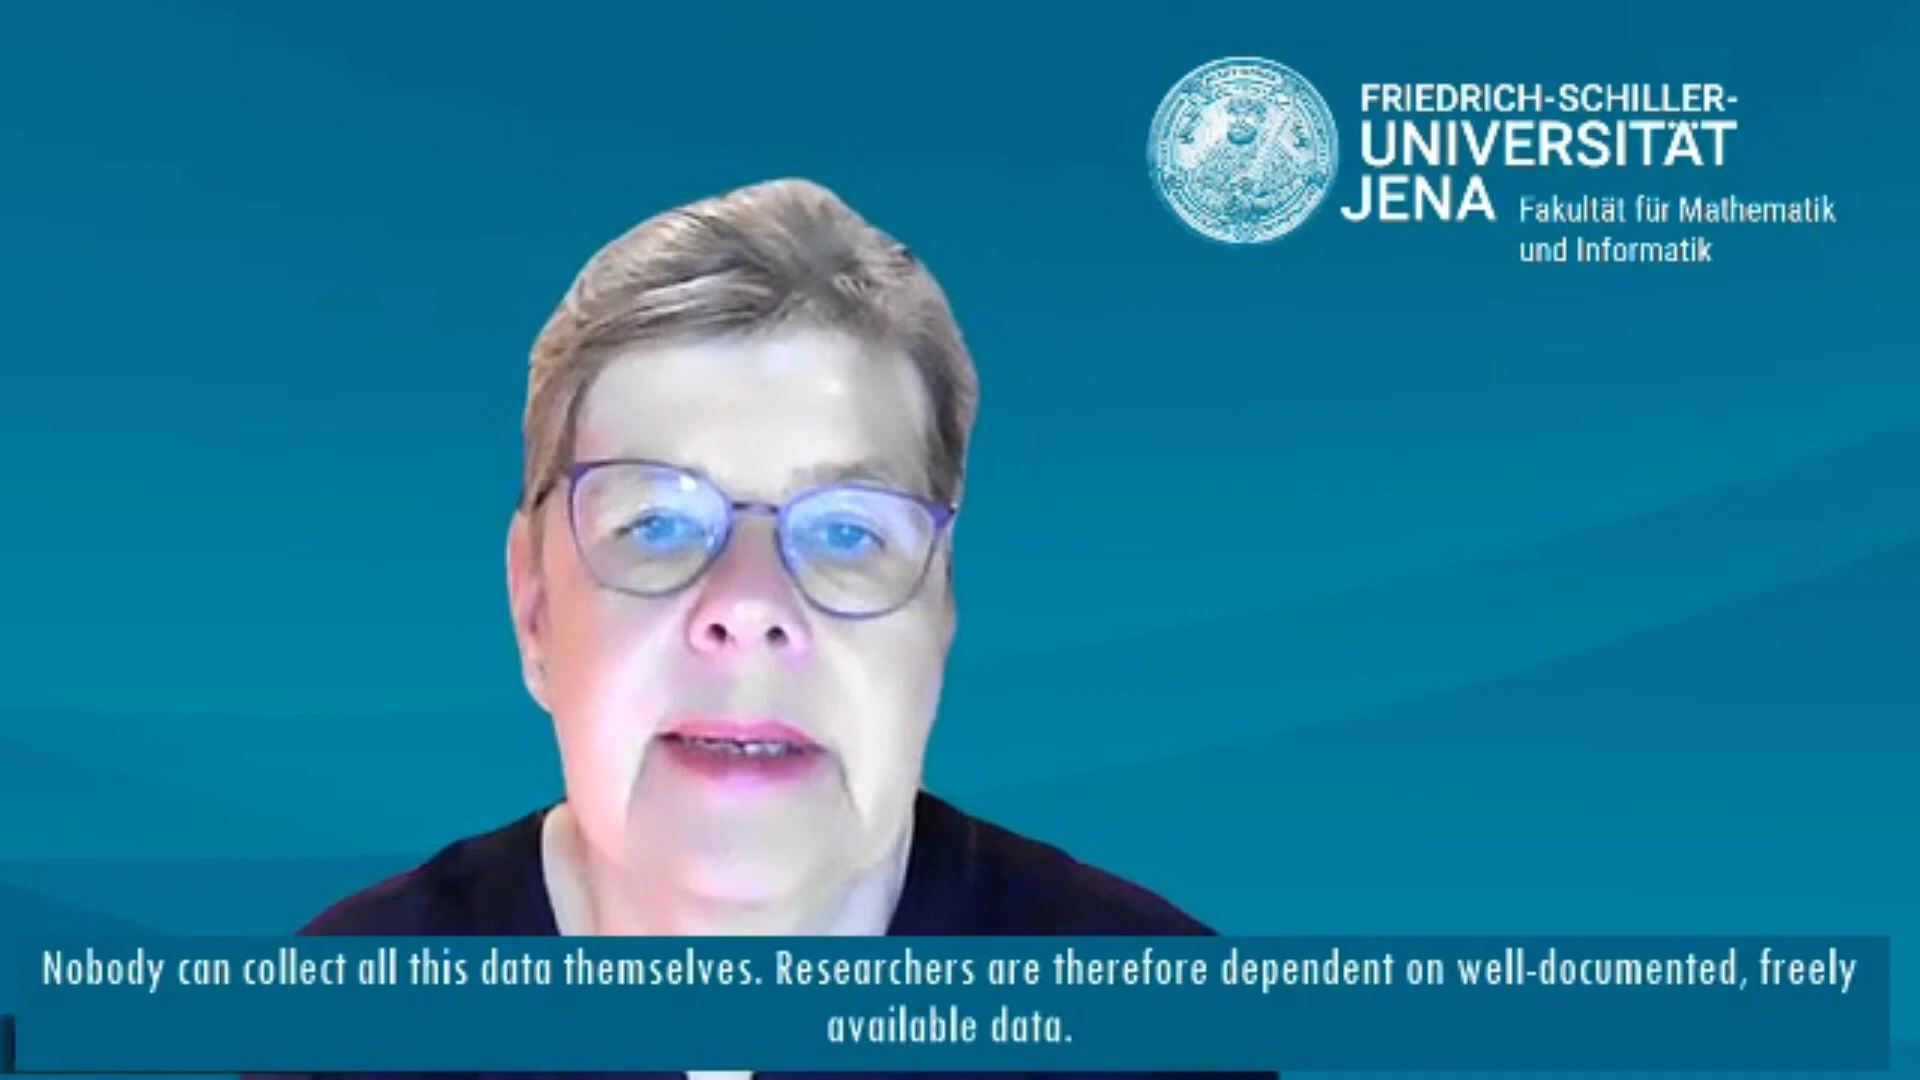 FRIEDRICH-SCHILLER-
UNIVERSITÄT
JENA
Fakultät für Mathematik
und Informatik
Nobody can collect all this data themselves. Researchers are therefore dependent on well-documented, freely
available data.